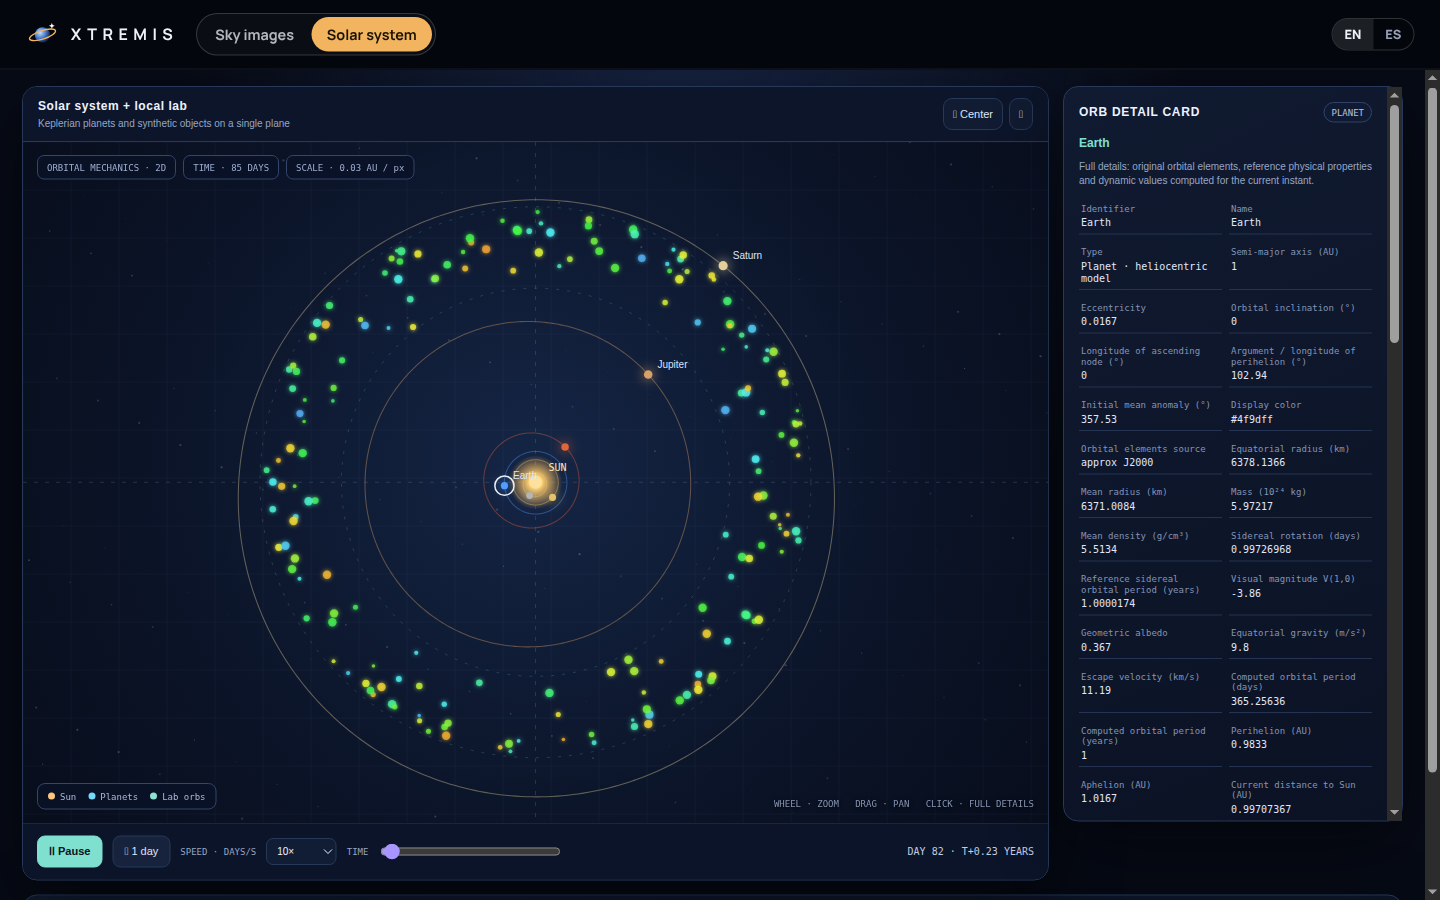 XTREMIS
Sky images
Solar system
EN
ES
Solar system + local lab
Keplerian planets and synthetic objects on a single plane
Center
ORBITAL MECHANICS · 2D
TIME · 85 DAYS
SCALE · 0.03 AU / px
Saturn
Jupiter
SUN
Earth
Sun
Planets
Lab orbs
WHEEL · ZOOM DRAG · PAN CLICK · FULL DETAILS
Pause
1 day
SPEED · DAYS/S
10×
TIME
DAY 82 · T+0.23 YEARS
ORB DETAIL CARD
PLANET
Earth
Full details: original orbital elements, reference physical properties
and dynamic values computed for the current instant.
Identifier
Earth
Name
Earth
Type
Planet · heliocentric
model
Semi-major axis (AU)
1
Eccentricity
0.0167
Orbital inclination (°)
0
Longitude of ascending
node (°)
0
Argument / longitude of
perihelion (°)
102.94
Initial mean anomaly (°)
357.53
Display color
#4f9dff
Orbital elements source
approx J2000
Equatorial radius (km)
6378.1366
Mean radius (km)
6371.0084
Mass (10²⁴ kg)
5.97217
Mean density (g/cm³)
5.5134
Sidereal rotation (days)
0.99726968
Reference sidereal
orbital period (years)
1.0000174
Visual magnitude V(1,0)
-3.86
Geometric albedo
0.367
Equatorial gravity (m/s²)
9.8
Escape velocity (km/s)
11.19
Computed orbital period
(days)
365.25636
Computed orbital period
(years)
1
Perihelion (AU)
0.9833
Aphelion (AU)
1.0167
Current distance to Sun
(AU)
0.99707367